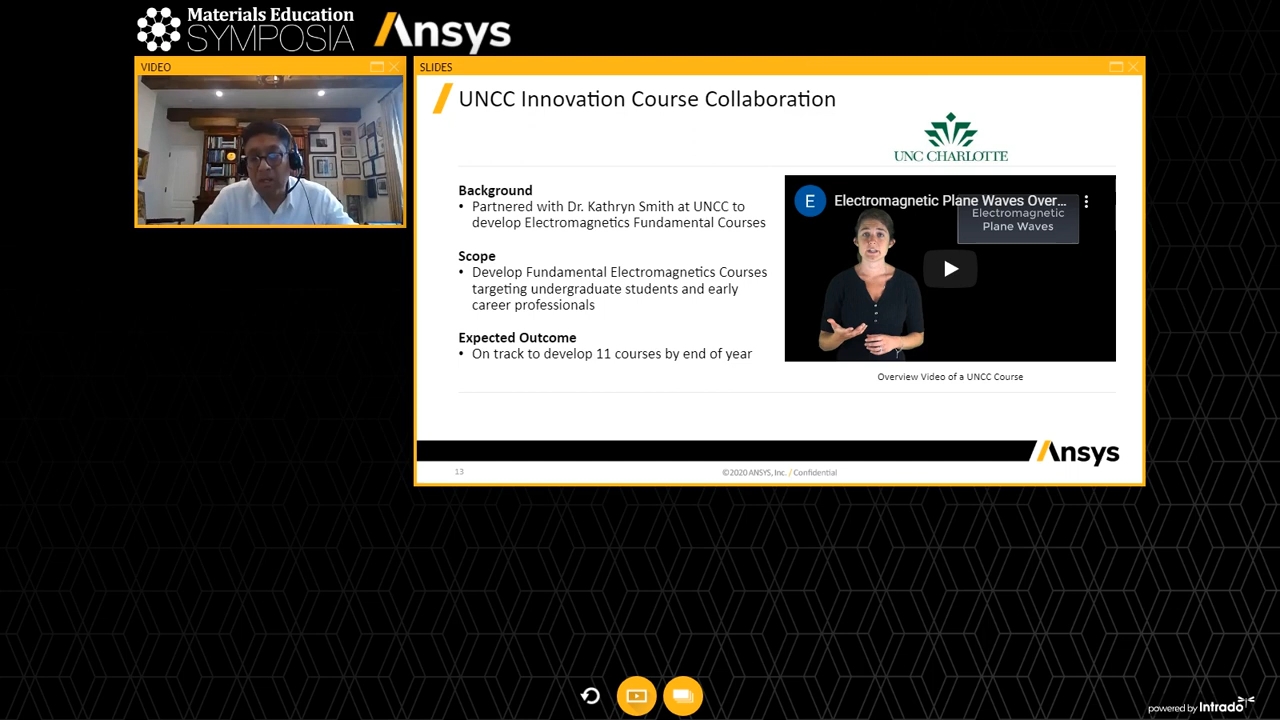 Materials Education
SYMPOSIA
Ansys
VIDEO
SLIDES
UNCC Innovation Course Collaboration
UNC CHARLOTTE
Background
• Partnered with Dr. Kathryn Smith at UNCC to
develop Electromagnetics Fundamental Courses
Scope
• Develop Fundamental Electromagnetics Courses
targeting undergraduate students and early
career professionals
Expected Outcome
• On track to develop 11 courses by end of year
E
Electromagnetic Plane Waves Over...
Electromagnetic
Plane Waves
Overview Video of a UNCC Course
Ansys
13
©2020 ANSYS, Inc. / Confidential
powered by Intrado